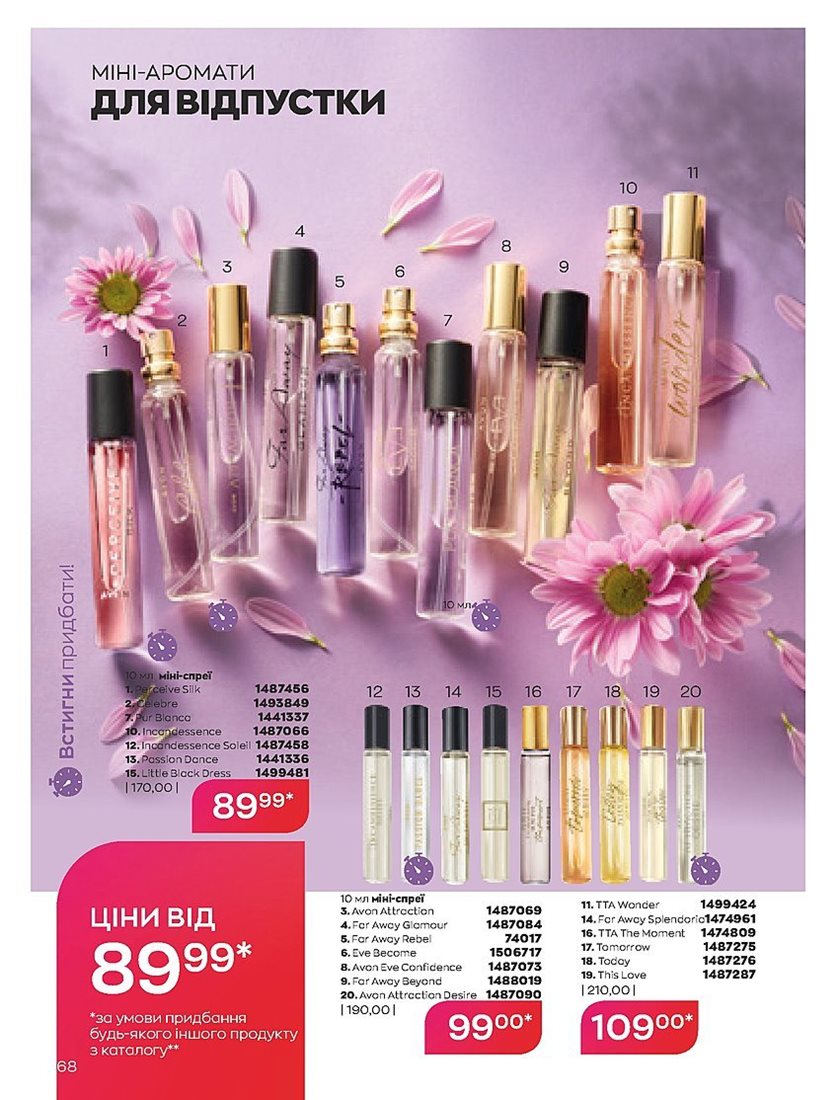 МІНІ-АРОМАТИ
ДЛЯ ВІДПУСТКИ
1
2
3
4
5
6
7
8
9
10
11
10 мл
Встигни придбати!
10 мл міні-спреї
1. Perceive Silk 1487456
2. Celebre 1493849
7. Pur Blanca 1441337
10. Incandessence 1487066
12. Incandessence Soleil 1487458
13. Passion Dance 1441336
15. Little Black Dress 1499481
|170,00|
89⁹⁹*
12 13 14 15 16 17 18 19 20
ЦІНИ ВІД
89⁹⁹*
*за умови придбання
будь-якого іншого продукту
з каталогу**
68
10 мл міні-спреї
3. Avon Attraction 1487069
4. Far Away Glamour 1487084
5. Far Away Rebel 74017
6. Eve Become 1506717
8. Avon Eve Confidence 1487073
9. Far Away Beyond 1488019
20. Avon Attraction Desire 1487090
|190,00|
99⁰⁰*
11. TTA Wonder 1499424
14. Far Away Splendoria 1474961
16. TTA The Moment 1474809
17. Tomorrow 1487275
18. Today 1487276
19. This Love 1487287
|210,00|
109⁰⁰*